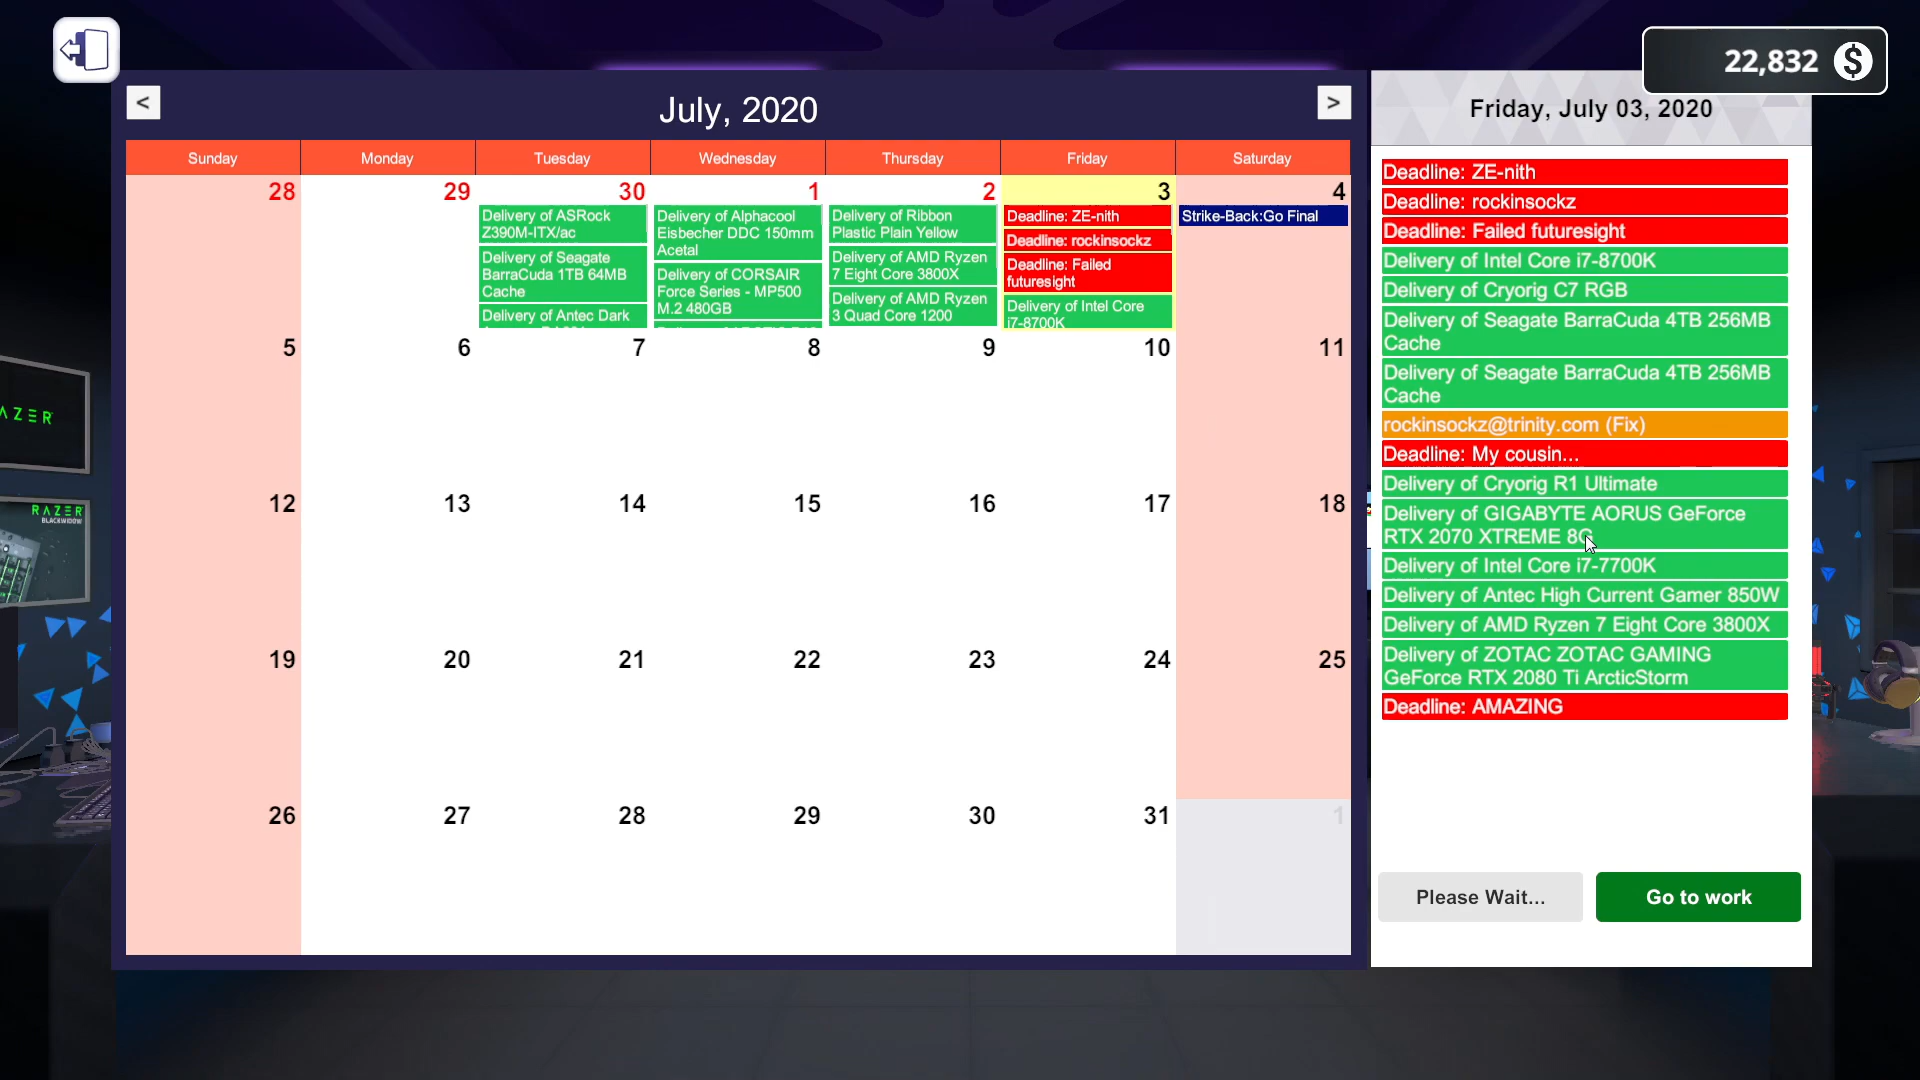 22,832 $
<
July, 2020
>
Friday, July 03, 2020
Sunday
Monday
Tuesday
Wednesday
Thursday
Friday
Saturday
28
29
30
Delivery of ASRock
Z390M-ITX/ac
Delivery of Seagate
BarraCuda 1TB 64MB
Cache
Delivery of Antec Dark
1
Delivery of Alphacool
Eisbecher DDC 150mm
Acetal
Delivery of CORSAIR
Force Series - MP500
M.2 480GB
2
Delivery of Ribbon
Plastic Plain Yellow
Delivery of AMD Ryzen
7 Eight Core 3800X
Delivery of AMD Ryzen
3 Quad Core 1200
3
Deadline: ZE-nith
Deadline: rockinsockz
Deadline: Failed
futuresight
Delivery of Intel Core
i7-8700K
4
Strike-Back:Go Final
5
6
7
8
9
10
11
12
13
14
15
16
17
18
19
20
21
22
23
24
25
26
27
28
29
30
31
1
Deadline: ZE-nith
Deadline: rockinsockz
Deadline: Failed futuresight
Delivery of Intel Core i7-8700K
Delivery of Cryorig C7 RGB
Delivery of Seagate BarraCuda 4TB 256MB
Cache
Delivery of Seagate BarraCuda 4TB 256MB
Cache
rockinsockz@trinity.com (Fix)
Deadline: My cousin...
Delivery of Cryorig R1 Ultimate
Delivery of GIGABYTE AORUS GeForce
RTX 2070 XTREME 8G
Delivery of Intel Core i7-7700K
Delivery of Antec High Current Gamer 850W
Delivery of AMD Ryzen 7 Eight Core 3800X
Delivery of ZOTAC ZOTAC GAMING
GeForce RTX 2080 Ti ArcticStorm
Deadline: AMAZING
Please Wait...
Go to work
AZER
RAZER
BLACKWIDOW